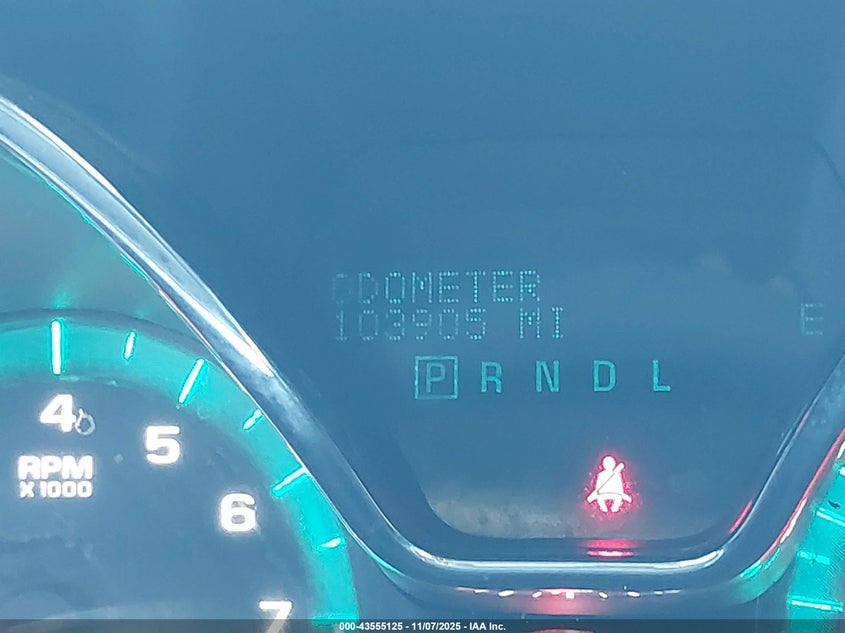 ODOMETER
103905 MI
E
P R N D L
4
5
RPM
X 1000
6
7
000-43555125 - 11/07/2025 - IAA Inc.